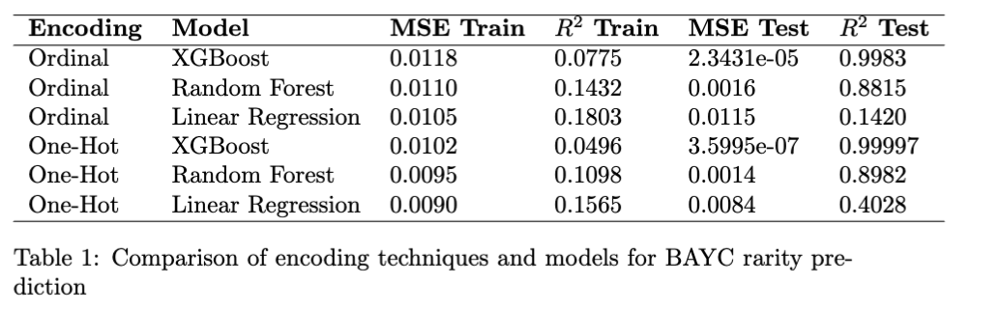 Encoding Model MSE Train R² Train MSE Test R² Test
Ordinal XGBoost 0.0118 0.0775 2.3431e-05 0.9983
Ordinal Random Forest 0.0110 0.1432 0.0016 0.8815
Ordinal Linear Regression 0.0105 0.1803 0.0115 0.1420
One-Hot XGBoost 0.0102 0.0496 3.5995e-07 0.99997
One-Hot Random Forest 0.0095 0.1098 0.0014 0.8982
One-Hot Linear Regression 0.0090 0.1565 0.0084 0.4028
Table 1: Comparison of encoding techniques and models for BAYC rarity pre-
diction